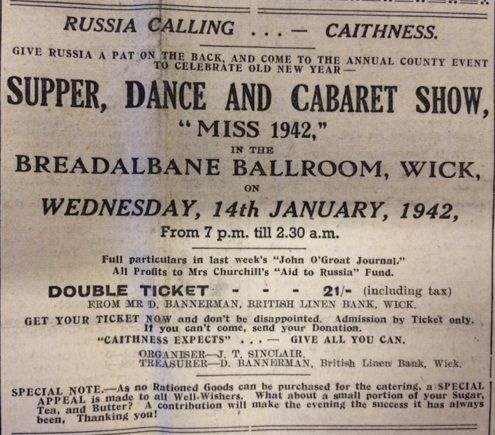 RUSSIA CALLING ... — CAITHNESS.
GIVE RUSSIA A PAT ON THE BACK, AND COME TO THE ANNUAL COUNTY EVENT
TO CELEBRATE OLD NEW YEAR—
SUPPER, DANCE AND CABARET SHOW,
"MISS 1942,"
IN THE
BREADALBANE BALLROOM, WICK,
ON
WEDNESDAY, 14th JANUARY, 1942,
From 7 p.m. till 2.30 a.m.
Full particulars in last week's "John O'Groat Journal."
All Profits to Mrs Churchill's "Aid to Russia" Fund.
DOUBLE TICKET - - - 21/- (including tax)
FROM MR D. BANNERMAN, BRITISH LINEN BANK, WICK.
GET YOUR TICKET NOW and don't be disappointed. Admission by Ticket only.
If you can't come, send your Donation.
"CAITHNESS EXPECTS" ... — GIVE ALL YOU CAN.
ORGANISER—J. T. SINCLAIR.
TREASURER—D. BANNERMAN, British Linen Bank, Wick.
SPECIAL NOTE.—As no Rationed Goods can be purchased for the catering, a SPECIAL
APPEAL is made to all Well-Wishers. What about a small portion of your Sugar,
Tea, and Butter? A contribution will make the evening the success it has always
been, Thanking you!